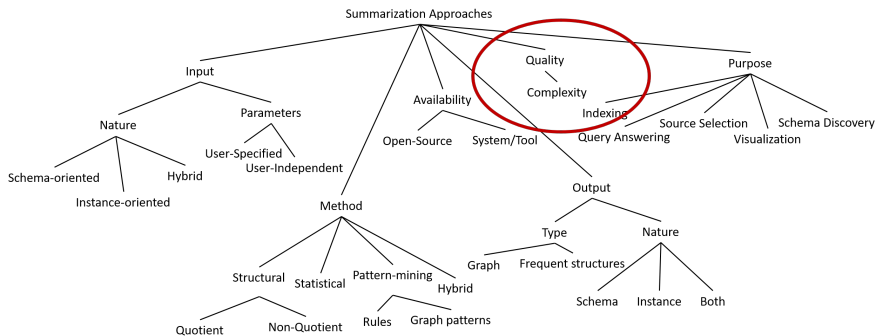 Summarization Approaches
Quality
Input
Purpose
Complexity
Availability
Nature
Parameters
Indexing
Source Selection
Schema Discovery
Open-Source
System/Tool
Query Answering
Visualization
User-Specified
User-Independent
Schema-oriented
Hybrid
Instance-oriented
Output
Method
Type
Nature
Graph
Frequent structures
Structural
Statistical
Pattern-mining
Hybrid
Schema
Instance
Both
Quotient
Non-Quotient
Rules
Graph patterns